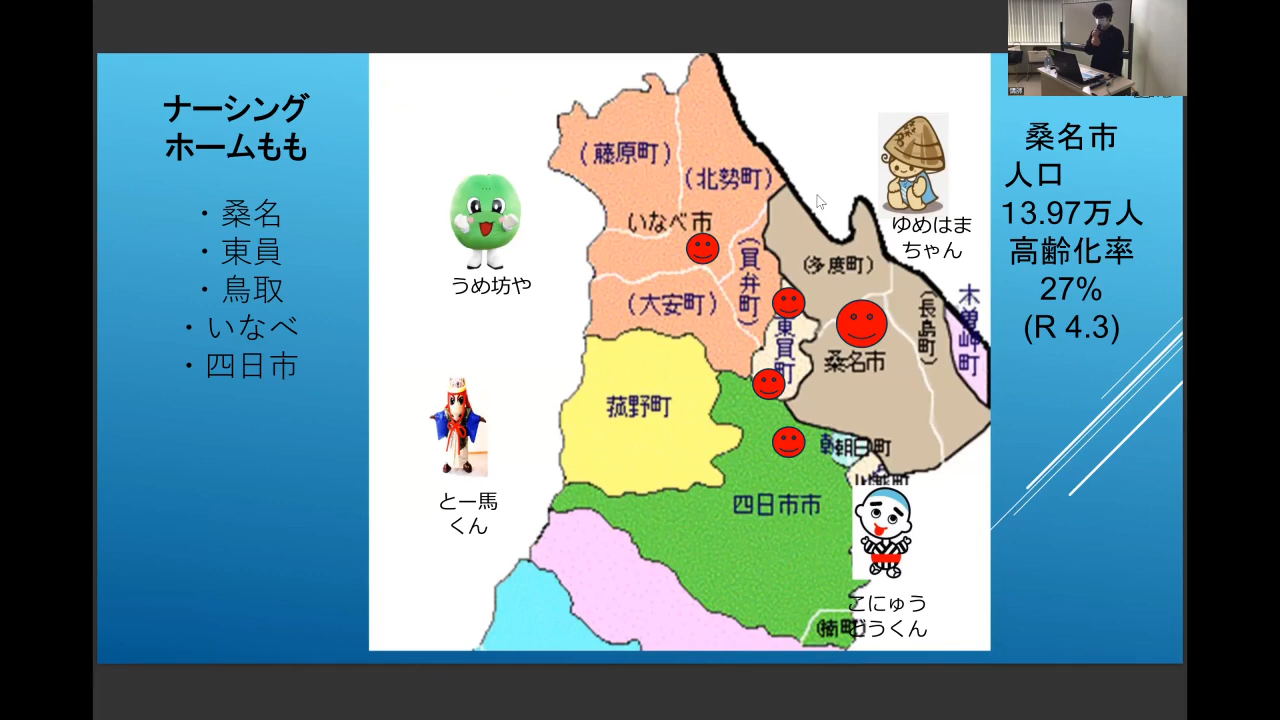 ナーシング
ホームもも
・桑名
・東員
・鳥取
・いなべ
・四日市
(藤原町)
(北勢町)
いなべ市
(員弁町)
(大安町)
(多度町)
東員町
桑名市
(長島町)
木曽岬町
菰野町
朝日町
四日市市
(楠町)
うめ坊や
とー馬
くん
ゆめはま
ちゃん
こにゅう
どうくん
桑名市
人口
13.97万人
高齢化率
27%
(R 4.3)